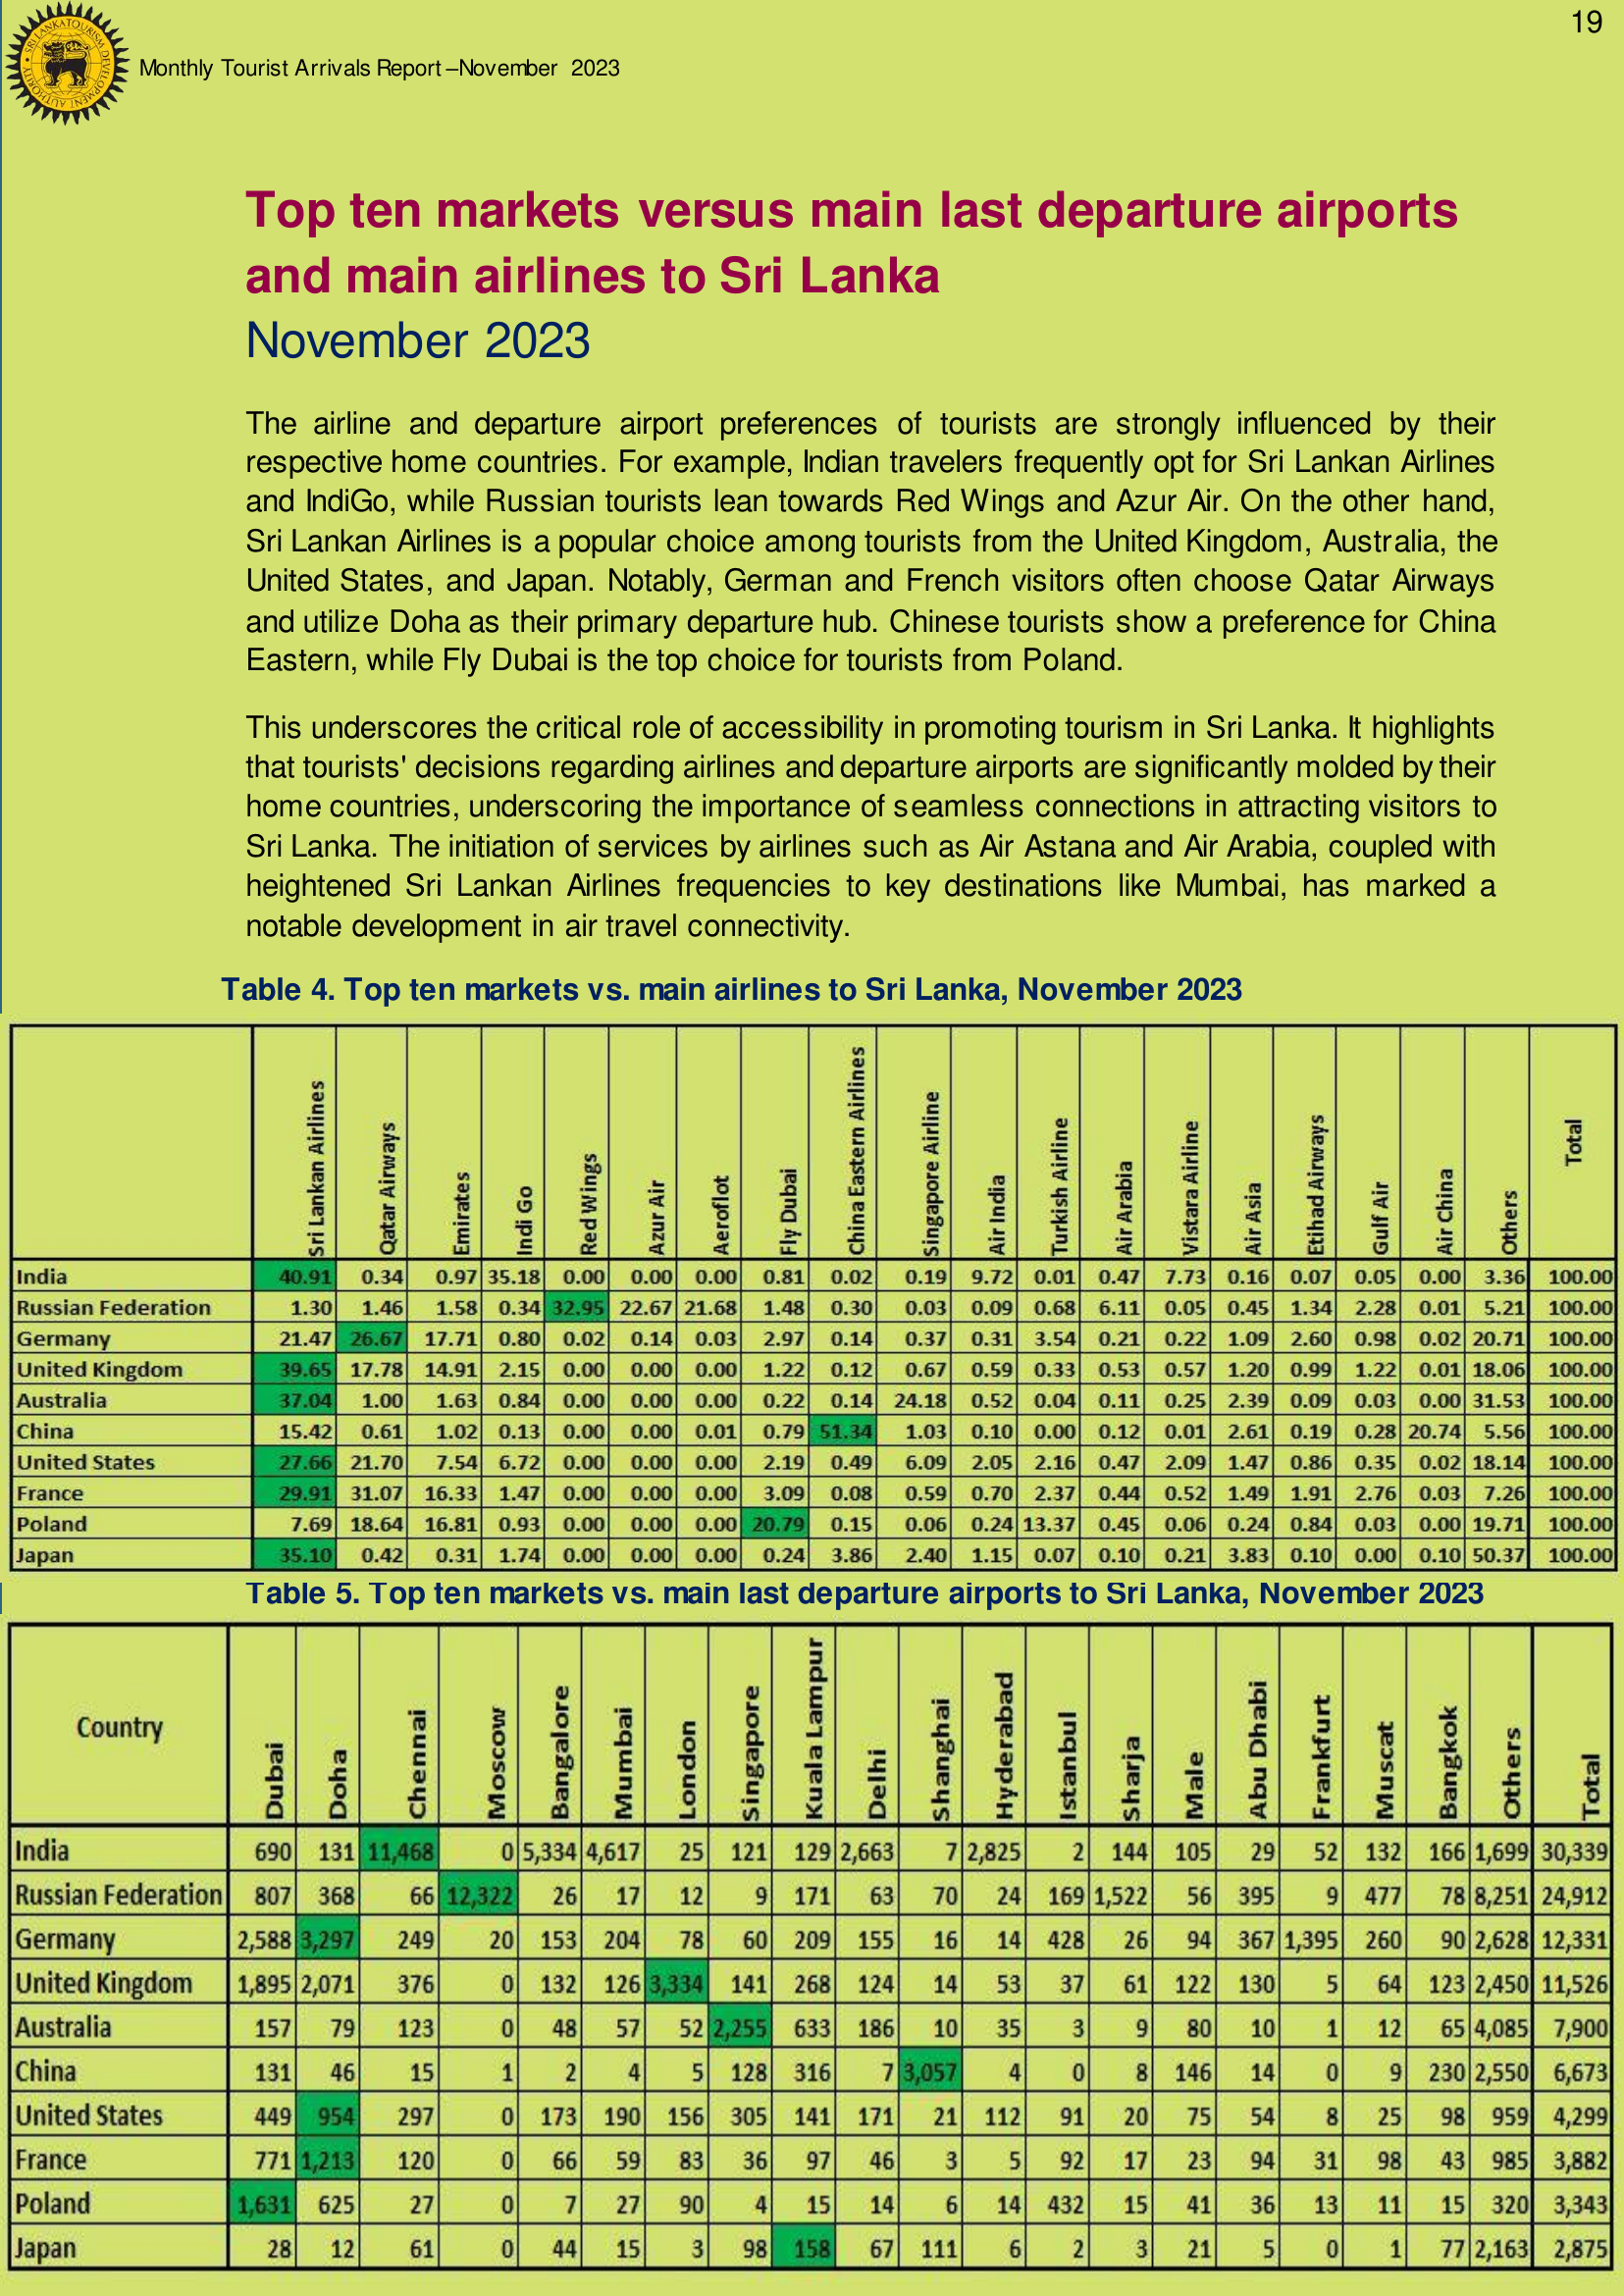 19
SRI LANKA TOURISM DEVELOPMENT AUTHORITY
Monthly Tourist Arrivals Report –November 2023
Top ten markets versus main last departure airports
and main airlines to Sri Lanka
November 2023
The airline and departure airport preferences of tourists are strongly influenced by their
respective home countries. For example, Indian travelers frequently opt for Sri Lankan Airlines
and IndiGo, while Russian tourists lean towards Red Wings and Azur Air. On the other hand,
Sri Lankan Airlines is a popular choice among tourists from the United Kingdom, Australia, the
United States, and Japan. Notably, German and French visitors often choose Qatar Airways
and utilize Doha as their primary departure hub. Chinese tourists show a preference for China
Eastern, while Fly Dubai is the top choice for tourists from Poland.
This underscores the critical role of accessibility in promoting tourism in Sri Lanka. It highlights
that tourists' decisions regarding airlines and departure airports are significantly molded by their
home countries, underscoring the importance of seamless connections in attracting visitors to
Sri Lanka. The initiation of services by airlines such as Air Astana and Air Arabia, coupled with
heightened Sri Lankan Airlines frequencies to key destinations like Mumbai, has marked a
notable development in air travel connectivity.
Table 4. Top ten markets vs. main airlines to Sri Lanka, November 2023
Sri Lankan Airlines Qatar Airways Emirates Indi Go Red Wings Azur Air Aeroflot Fly Dubai China Eastern Airlines Singapore Airline Air India Turkish Airline Air Arabia Vistara Airline Air Asia Etihad Airways Gulf Air Air China Others Total
India 40.91 0.34 0.97 35.18 0.00 0.00 0.00 0.81 0.02 0.19 9.72 0.01 0.47 7.73 0.16 0.07 0.05 0.00 3.36 100.00
Russian Federation 1.30 1.46 1.58 0.34 32.95 22.67 21.68 1.48 0.30 0.03 0.09 0.68 6.11 0.05 0.45 1.34 2.28 0.01 5.21 100.00
Germany 21.47 26.67 17.71 0.80 0.02 0.14 0.03 2.97 0.14 0.37 0.31 3.54 0.21 0.22 1.09 2.60 0.98 0.02 20.71 100.00
United Kingdom 39.65 17.78 14.91 2.15 0.00 0.00 0.00 1.22 0.12 0.67 0.59 0.33 0.53 0.57 1.20 0.99 1.22 0.01 18.06 100.00
Australia 37.04 1.00 1.63 0.84 0.00 0.00 0.00 0.22 0.14 24.18 0.52 0.04 0.11 0.25 2.39 0.09 0.03 0.00 31.53 100.00
China 15.42 0.61 1.02 0.13 0.00 0.00 0.01 0.79 51.34 1.03 0.10 0.00 0.12 0.01 2.61 0.19 0.28 20.74 5.56 100.00
United States 27.66 21.70 7.54 6.72 0.00 0.00 0.00 2.19 0.49 6.09 2.05 2.16 0.47 2.09 1.47 0.86 0.35 0.02 18.14 100.00
France 29.91 31.07 16.33 1.47 0.00 0.00 0.00 3.09 0.08 0.59 0.70 2.37 0.44 0.52 1.49 1.91 2.76 0.03 7.26 100.00
Poland 7.69 18.64 16.81 0.93 0.00 0.00 0.00 20.79 0.15 0.06 0.24 13.37 0.45 0.06 0.24 0.84 0.03 0.00 19.71 100.00
Japan 35.10 0.42 0.31 1.74 0.00 0.00 0.00 0.24 3.86 2.40 1.15 0.07 0.10 0.21 3.83 0.10 0.00 0.10 50.37 100.00
Table 5. Top ten markets vs. main last departure airports to Sri Lanka, November 2023
Country Dubai Doha Chennai Moscow Bangalore Mumbai London Singapore Kuala Lampur Delhi Shanghai Hyderabad Istanbul Sharja Male Abu Dhabi Frankfurt Muscat Bangkok Others Total
India 690 131 11,468 0 5,334 4,617 25 121 129 2,663 7 2,825 2 144 105 29 52 132 166 1,699 30,339
Russian Federation 807 368 66 12,322 26 17 12 9 171 63 70 24 169 1,522 56 395 9 477 78 8,251 24,912
Germany 2,588 3,297 249 20 153 204 78 60 209 155 16 14 428 26 94 367 1,395 260 90 2,628 12,331
United Kingdom 1,895 2,071 376 0 132 126 3,334 141 268 124 14 53 37 61 122 130 5 64 123 2,450 11,526
Australia 157 79 123 0 48 57 52 2,255 633 186 10 35 3 9 80 10 1 12 65 4,085 7,900
China 131 46 15 1 2 4 5 128 316 7 3,057 4 0 8 146 14 0 9 230 2,550 6,673
United States 449 954 297 0 173 190 156 305 141 171 21 112 91 20 75 54 8 25 98 959 4,299
France 771 1,213 120 0 66 59 83 36 97 46 3 5 92 17 23 94 31 98 43 985 3,882
Poland 1,631 625 27 0 7 27 90 4 15 14 6 14 432 15 41 36 13 11 15 320 3,343
Japan 28 12 61 0 44 15 3 98 158 67 111 6 2 3 21 5 0 1 77 2,163 2,875